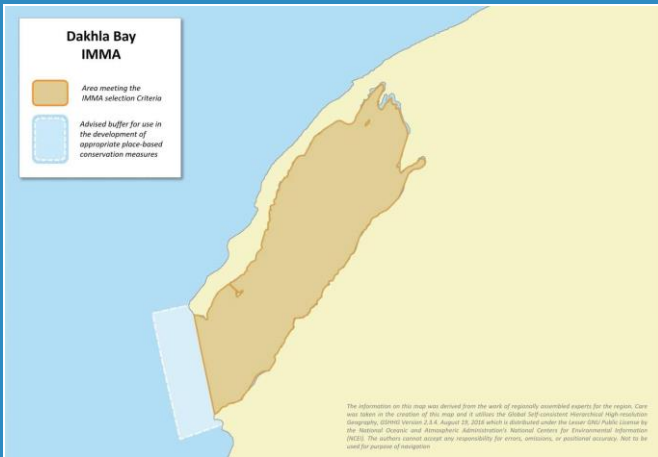 Dakhla Bay
IMMA
Area meeting the
IMMA selection Criteria
Advised buffer for use in
the development of
appropriate place-based
conservation measures
The information on this map was derived from the work of regionally assembled experts for the region. Care
was taken in the creation of this map and it utilises the Global Self-consistent Hierarchical High-resolution
Geography, GSHHG Version 2.3.4. August 19, 2016 which is distributed under the Lesser GNU Public License by
the National Oceanic and Atmospheric Administration's National Centers for Environmental Information
(NCEI). The authors cannot accept any responsibility for errors, omissions, or positional accuracy. Not to be
used for purpose of navigation